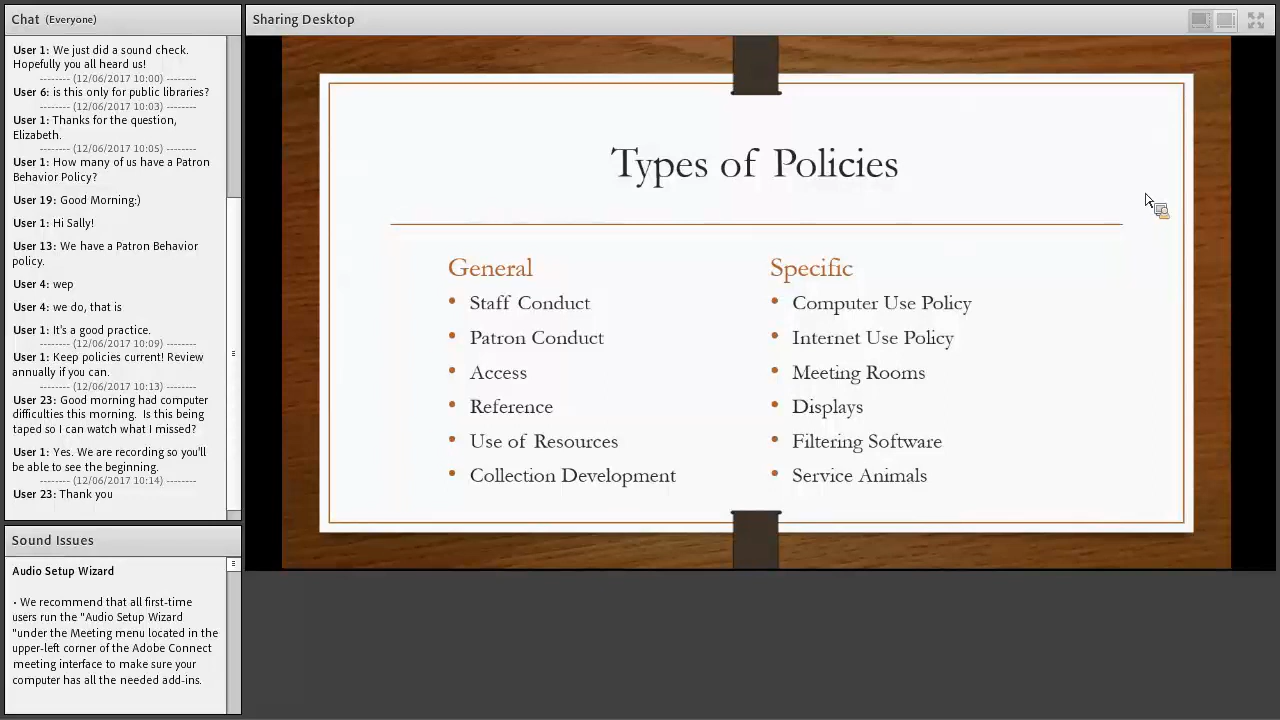 Chat (Everyone)
User 1: We just did a sound check.
Hopefully you all heard us!
-------- (12/06/2017 10:00) --------
User 6: is this only for public libraries?
-------- (12/06/2017 10:03) --------
User 1: Thanks for the question,
Elizabeth.
-------- (12/06/2017 10:05) --------
User 1: How many of us have a Patron
Behavior Policy?
User 19: Good Morning:)
User 1: Hi Sally!
User 13: We have a Patron Behavior
policy.
User 4: wep
User 4: we do, that is
User 1: It's a good practice.
-------- (12/06/2017 10:09) --------
User 1: Keep policies current! Review
annually if you can.
-------- (12/06/2017 10:13) --------
User 23: Good morning had computer
difficulties this morning. Is this being
taped so I can watch what I missed?
User 1: Yes. We are recording so you'll
be able to see the beginning.
-------- (12/06/2017 10:14) --------
User 23: Thank you
Sound Issues
Audio Setup Wizard
• We recommend that all first-time
users run the "Audio Setup Wizard
"under the Meeting menu located in the
upper-left corner of the Adobe Connect
meeting interface to make sure your
computer has all the needed add-ins.
Sharing Desktop
Types of Policies
General
• Staff Conduct
• Patron Conduct
• Access
• Reference
• Use of Resources
• Collection Development
Specific
• Computer Use Policy
• Internet Use Policy
• Meeting Rooms
• Displays
• Filtering Software
• Service Animals